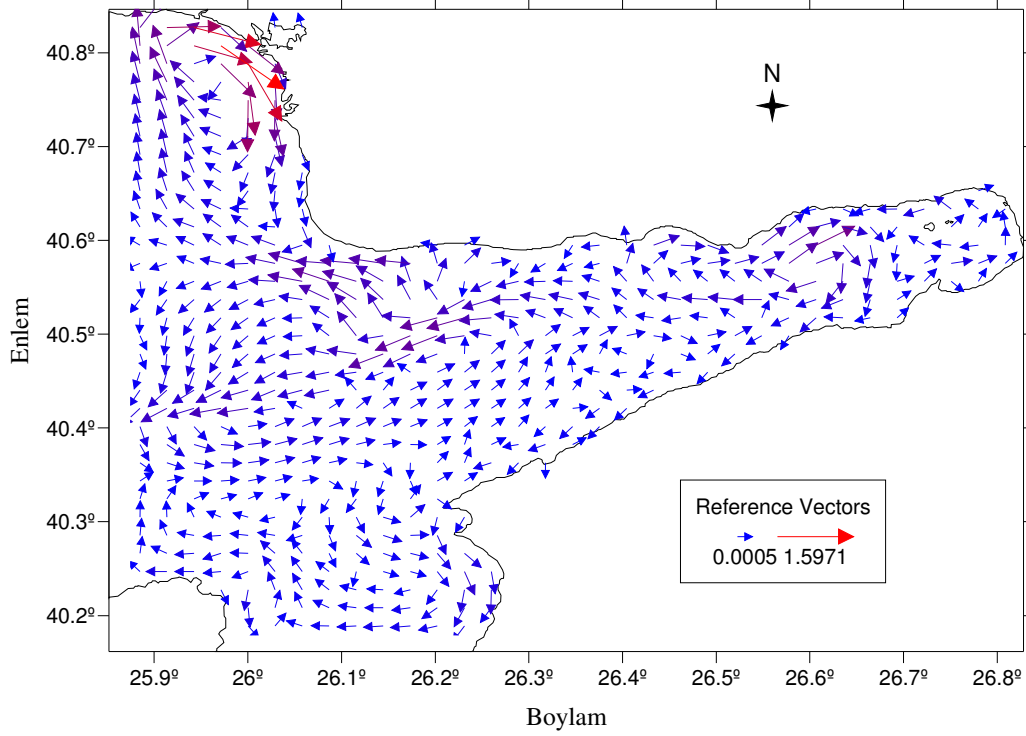 40.8º
40.7º
40.6º
40.5º
40.4º
40.3º
40.2º
Enlem
N
Reference Vectors
0.0005 1.5971
25.9º 26º 26.1º 26.2º 26.3º 26.4º 26.5º 26.6º 26.7º 26.8º
Boylam